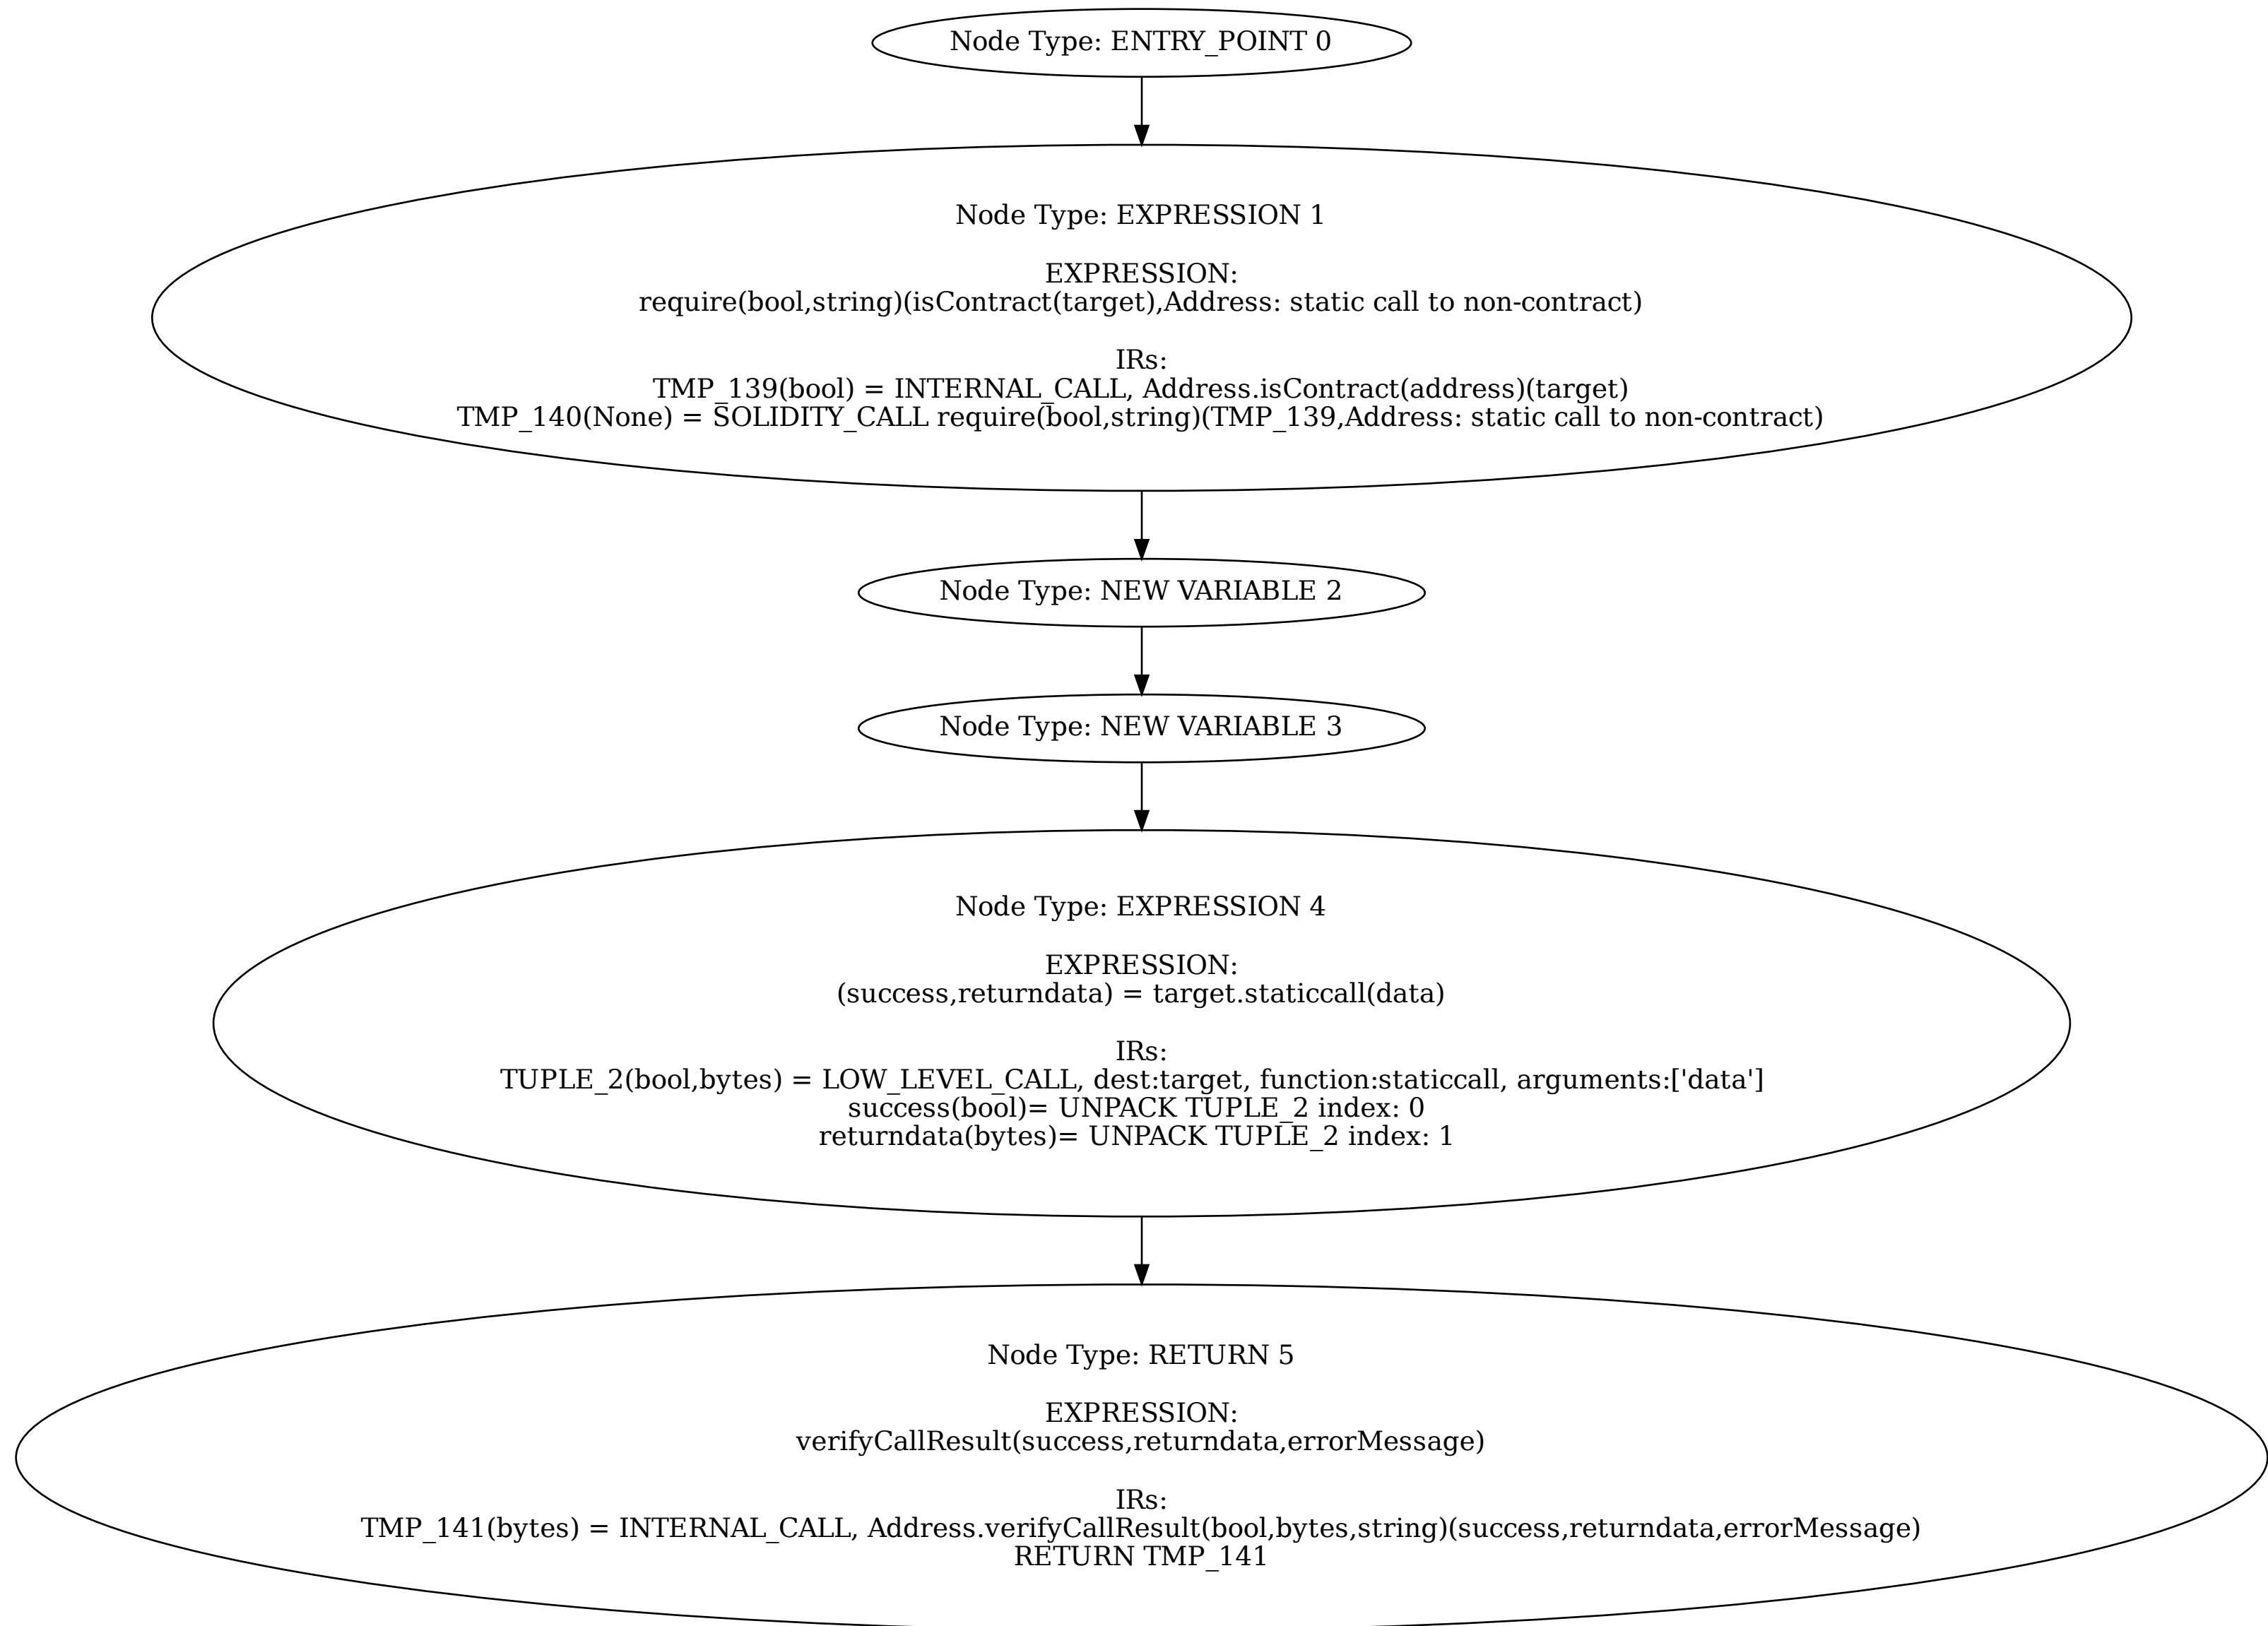 Node Type: ENTRY_POINT 0
Node Type: EXPRESSION 1
EXPRESSION:
require(bool,string)(isContract(target),Address: static call to non-contract)
IRs:
TMP_139(bool) = INTERNAL_CALL, Address.isContract(address)(target)
TMP_140(None) = SOLIDITY_CALL require(bool,string)(TMP_139,Address: static call to non-contract)
Node Type: NEW VARIABLE 2
Node Type: NEW VARIABLE 3
Node Type: EXPRESSION 4
EXPRESSION:
(success,returndata) = target.staticcall(data)
IRs:
TUPLE_2(bool,bytes) = LOW_LEVEL_CALL, dest:target, function:staticcall, arguments:['data']
success(bool)= UNPACK TUPLE_2 index: 0
returndata(bytes)= UNPACK TUPLE_2 index: 1
Node Type: RETURN 5
EXPRESSION:
verifyCallResult(success,returndata,errorMessage)
IRs:
TMP_141(bytes) = INTERNAL_CALL, Address.verifyCallResult(bool,bytes,string)(success,returndata,errorMessage)
RETURN TMP_141